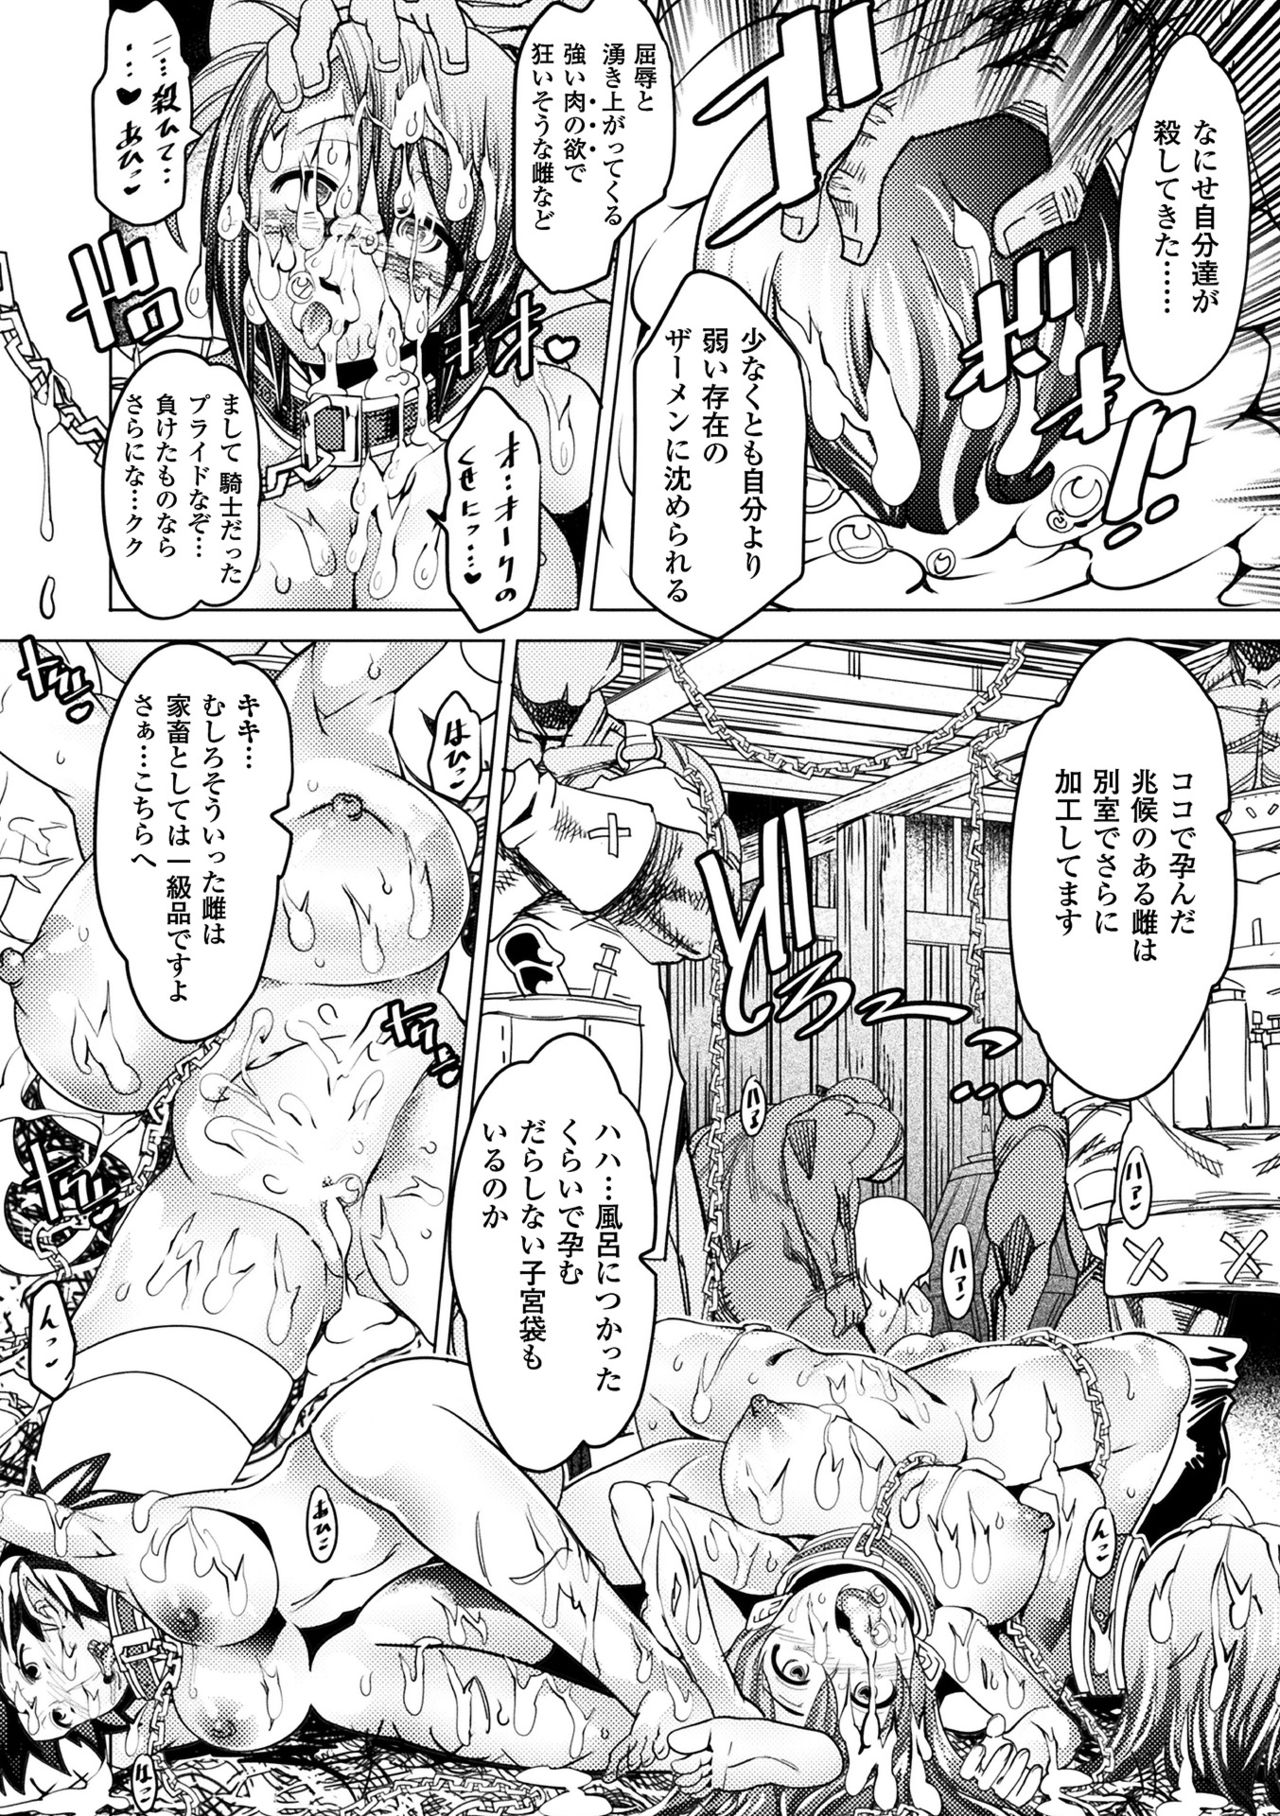 なにせ自分達が
殺してきた……
少なくとも自分より
弱い存在の
ザーメンに沈められる
屈辱と
湧き上がってくる
強い肉の欲で
狂いそうな雌など
…殺ひて…
…♥
あひっ
オ…オークの
くせにっ…♥
まして 騎士だった
プライドなぞ…
負けたものなら
さらにな…クク
ココで孕んだ
兆候のある雌は
別室でさらに
加工してます
ハァ
ハァ
ハァ
ハハ…風呂につかった
くらいで孕む
だらしない子宮袋も
いるのか
はひっ
キキ…
むしろそういった雌は
家畜としては一級品ですよ
さぁ…こちらへ
んっ
あひっ
んっ